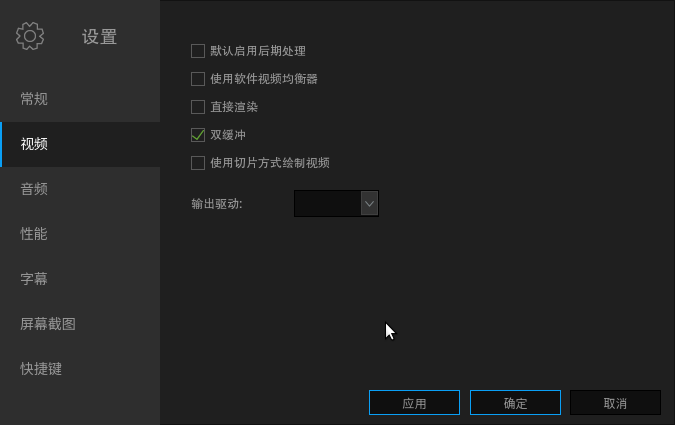 设置
常规
视频
音频
性能
字幕
屏幕截图
快捷键
默认启用后期处理
使用软件视频均衡器
直接渲染
双缓冲
使用切片方式绘制视频
输出驱动:
应用
确定
取消